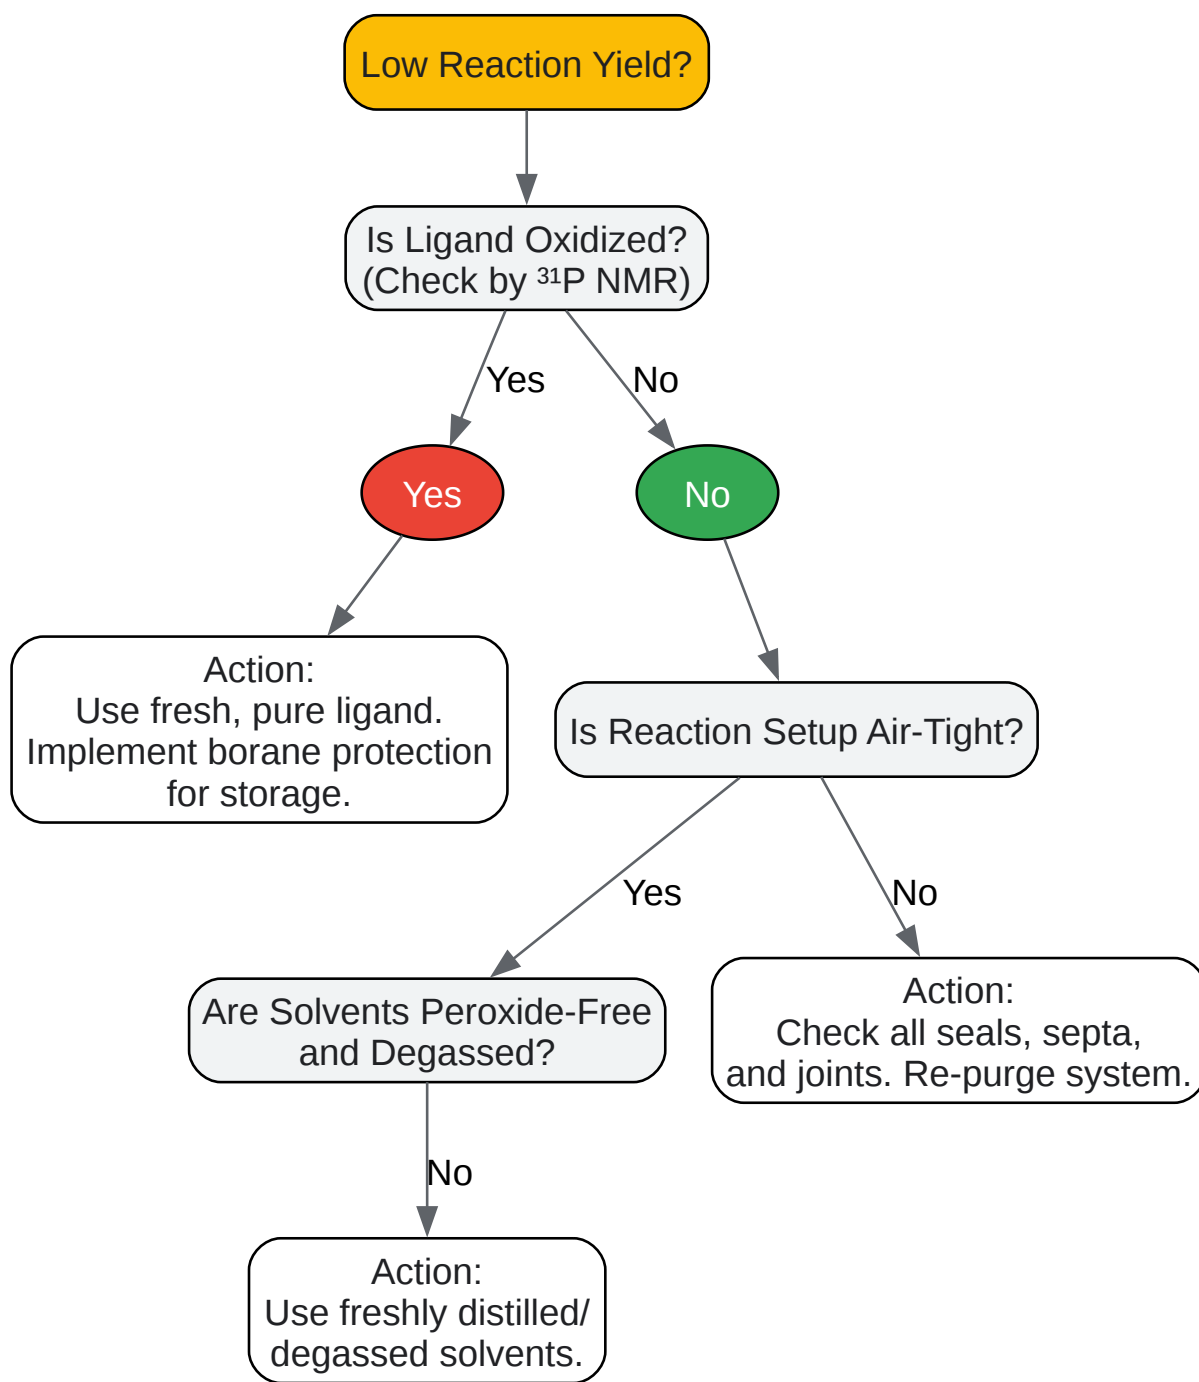 Low Reaction Yield?
Is Ligand Oxidized?
(Check by ³¹P NMR)
Yes
No
Yes
No
Action:
Use fresh, pure ligand.
Implement borane protection
for storage.
Is Reaction Setup Air-Tight?
Yes
No
Are Solvents Peroxide-Free
and Degassed?
Action:
Check all seals, septa,
and joints. Re-purge system.
No
Action:
Use freshly distilled/
degassed solvents.